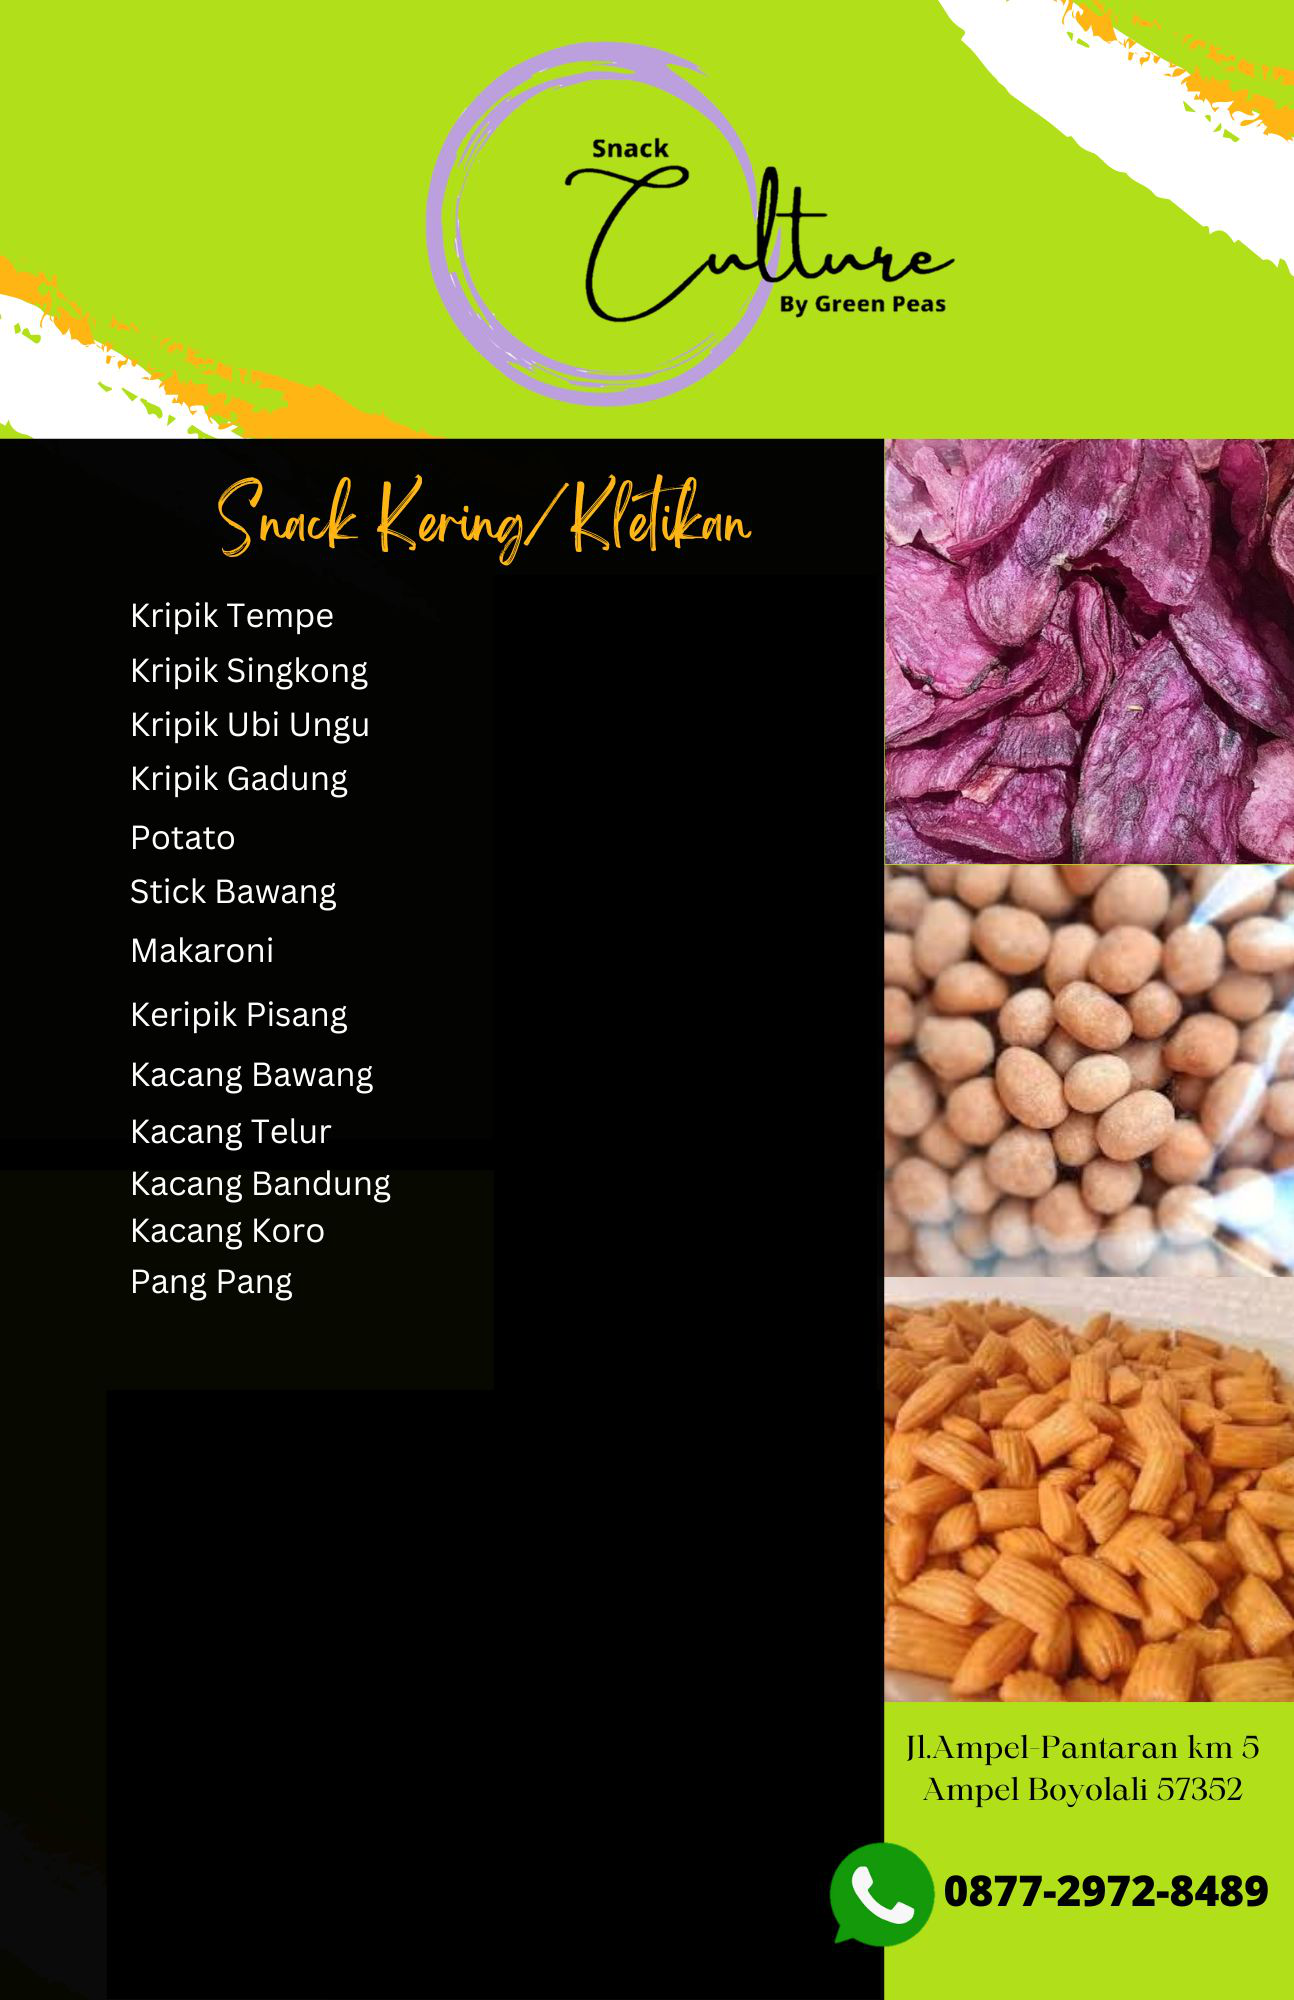 Snack
Culture
By Green Peas
Snack Kering/Kletikan
Kripik Tempe
Kripik Singkong
Kripik Ubi Ungu
Kripik Gadung
Potato
Stick Bawang
Makaroni
Keripik Pisang
Kacang Bawang
Kacang Telur
Kacang Bandung
Kacang Koro
Pang Pang
Jl.Ampel-Pantaran km 5
Ampel Boyolali 57352
0877-2972-8489